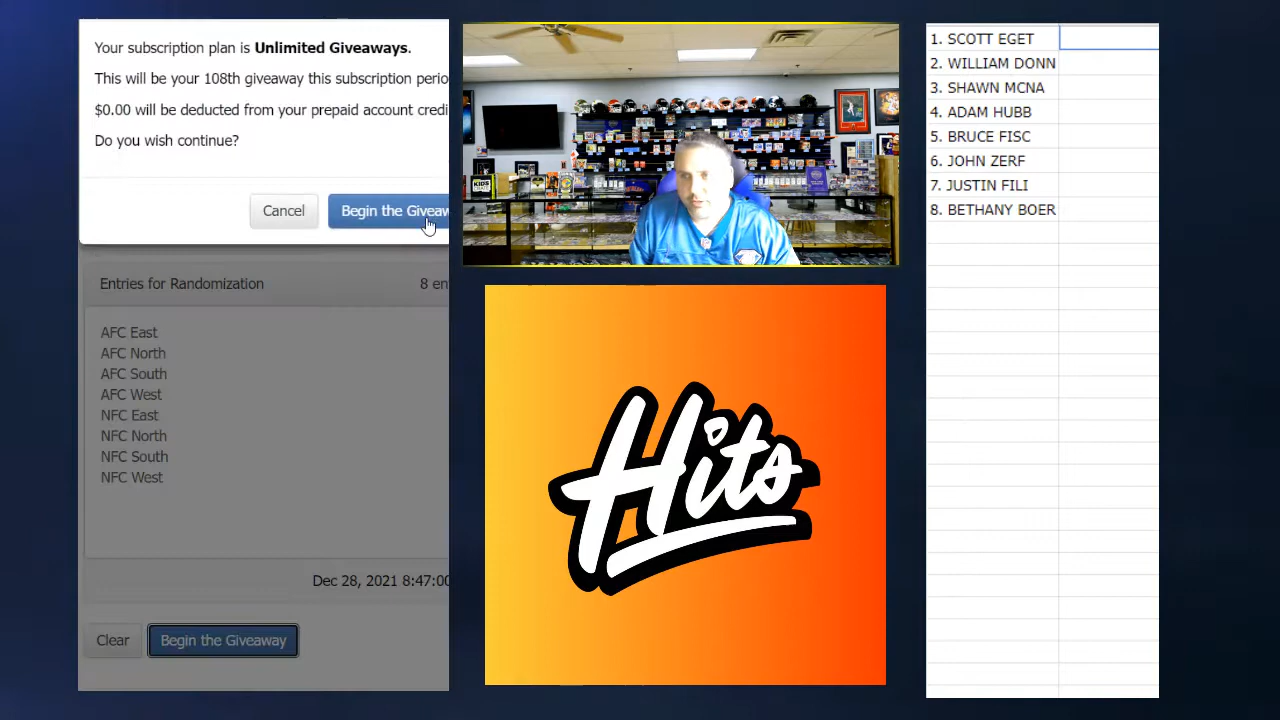 Your subscription plan is Unlimited Giveaways.
This will be your 108th giveaway this subscription perio
$0.00 will be deducted from your prepaid account credi
Do you wish continue?
Cancel
Begin the Giveaw
Entries for Randomization
8 en
AFC East
AFC North
AFC South
AFC West
NFC East
NFC North
NFC South
NFC West
Dec 28, 2021 8:47:00
Clear
Begin the Giveaway
KIDS
Hits
1. SCOTT EGET
2. WILLIAM DONN
3. SHAWN MCNA
4. ADAM HUBB
5. BRUCE FISC
6. JOHN ZERF
7. JUSTIN FILI
8. BETHANY BOER